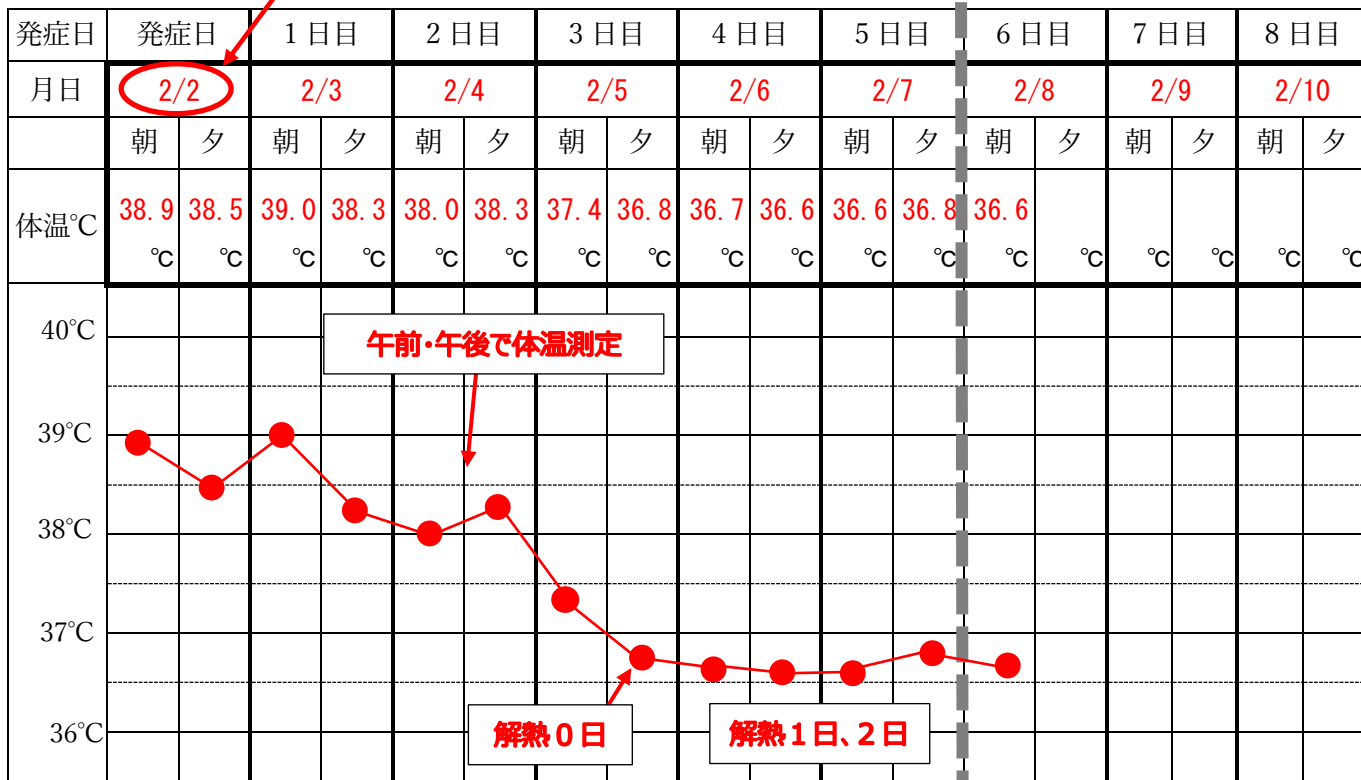 発症日 発症日 1日目 2日目 3日目 4日目 5日目 6日目 7日目 8日目
月日 2/2 2/3 2/4 2/5 2/6 2/7 2/8 2/9 2/10
朝 夕 朝 夕 朝 夕 朝 夕 朝 夕 朝 夕 朝 夕 朝 夕 朝 夕
体温℃ 38.9 38.5 39.0 38.3 38.0 38.3 37.4 36.8 36.7 36.6 36.6 36.8 36.6
℃ ℃ ℃ ℃ ℃ ℃ ℃ ℃ ℃ ℃ ℃ ℃ ℃ ℃ ℃ ℃ ℃ ℃
40℃
午前・午後で体温測定
39℃
38℃
37℃
解熱0日 解熱1日、2日
36℃